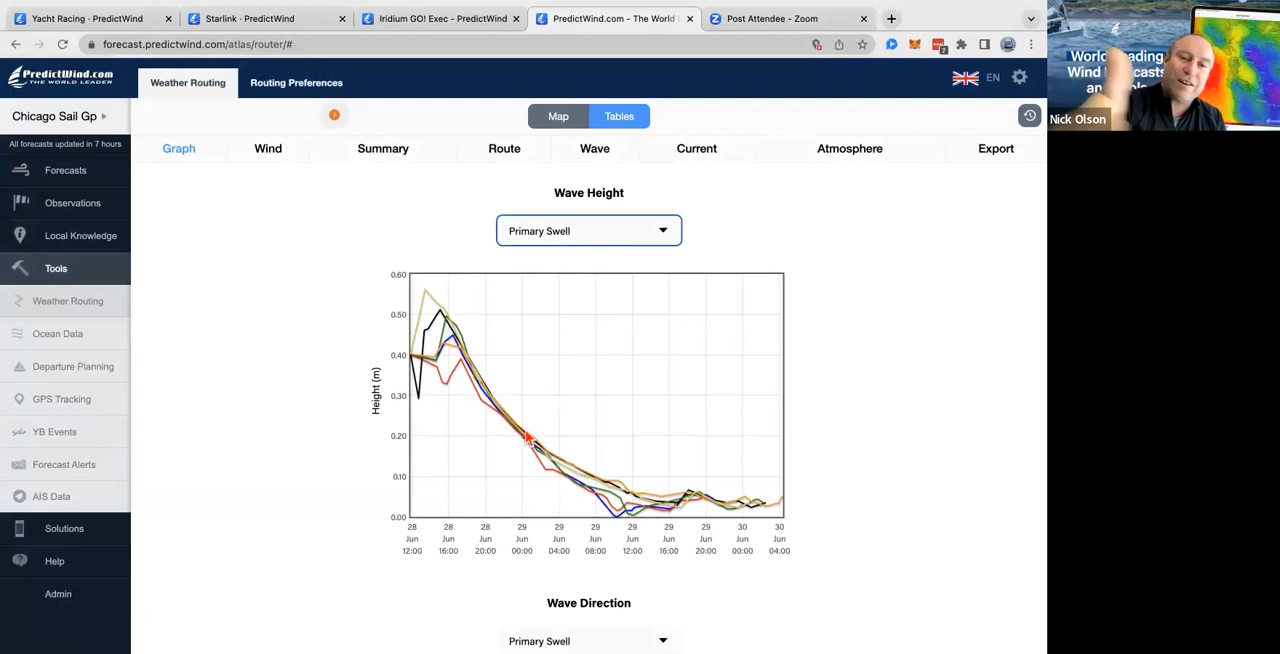 Yacht Racing · PredictWind
Starlink · PredictWind
Iridium GO! Exec - PredictWind
PredictWind.com - The World
Post Attendee - Zoom
forecast.predictwind.com/atlas/router/#
PredictWind.com
THE WORLD LEADER
Weather Routing
Routing Preferences
EN
Chicago Sail Gp
Map
Tables
All forecasts updated in 7 hours
Graph
Wind
Summary
Route
Wave
Current
Atmosphere
Export
Forecasts
Observations
Local Knowledge
Tools
Weather Routing
Ocean Data
Departure Planning
GPS Tracking
YB Events
Forecast Alerts
AIS Data
Solutions
Help
Admin
Wave Height
Primary Swell
Height (m)
0.60
0.50
0.40
0.30
0.20
0.10
0.00
28 28 28 29 29 29 29 29 29 30 30
Jun Jun Jun Jun Jun Jun Jun Jun Jun Jun Jun
12:00 16:00 20:00 00:00 04:00 08:00 12:00 16:00 20:00 00:00 04:00
Wave Direction
Primary Swell
Wind
Nick Olson
7